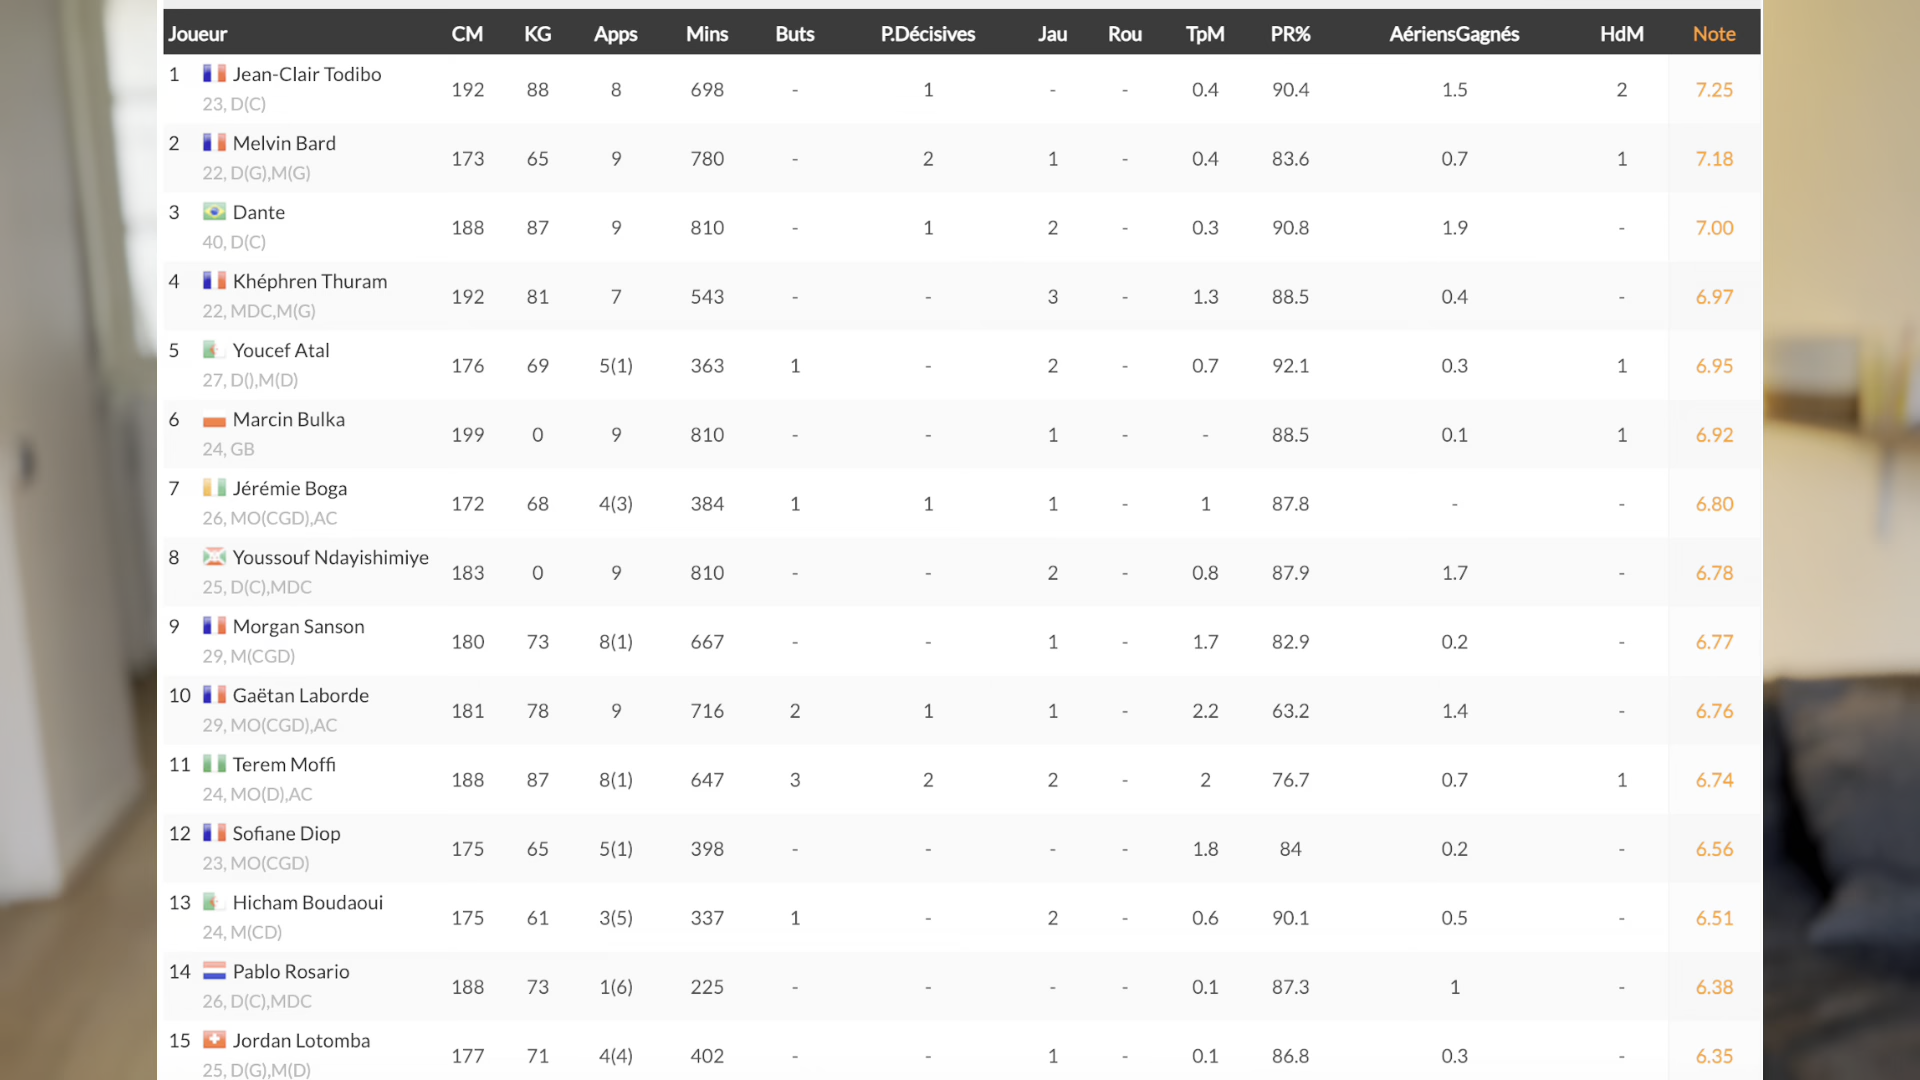 Joueur CM KG Apps Mins Buts P.Décisives Jau Rou TpM PR% AériensGagnés HdM Note
1 Jean-Clair Todibo 192 88 8 698 - 1 - - 0.4 90.4 1.5 2 7.25
23, D(C)
2 Melvin Bard 173 65 9 780 - 2 1 - 0.4 83.6 0.7 1 7.18
22, D(G),M(G)
3 Dante 188 87 9 810 - 1 2 - 0.3 90.8 1.9 - 7.00
40, D(C)
4 Khéphren Thuram 192 81 7 543 - - 3 - 1.3 88.5 0.4 - 6.97
22, MDC,M(G)
5 Youcef Atal 176 69 5(1) 363 1 - 2 - 0.7 92.1 0.3 1 6.95
27, D(),M(D)
6 Marcin Bulka 199 0 9 810 - - 1 - - 88.5 0.1 1 6.92
24, GB
7 Jérémie Boga 172 68 4(3) 384 1 1 1 - 1 87.8 - - 6.80
26, MO(CGD),AC
8 Youssouf Ndayishimiye 183 0 9 810 - - 2 - 0.8 87.9 1.7 - 6.78
25, D(C),MDC
9 Morgan Sanson 180 73 8(1) 667 - - 1 - 1.7 82.9 0.2 - 6.77
29, M(CGD)
10 Gaëtan Laborde 181 78 9 716 2 1 1 - 2.2 63.2 1.4 - 6.76
29, MO(CGD),AC
11 Terem Moffi 188 87 8(1) 647 3 2 2 - 2 76.7 0.7 1 6.74
24, MO(D),AC
12 Sofiane Diop 175 65 5(1) 398 - - - - 1.8 84 0.2 - 6.56
23, MO(CGD)
13 Hicham Boudaoui 175 61 3(5) 337 1 - 2 - 0.6 90.1 0.5 - 6.51
24, M(CD)
14 Pablo Rosario 188 73 1(6) 225 - - - - 0.1 87.3 1 - 6.38
26, D(C),MDC
15 Jordan Lotomba 177 71 4(4) 402 - - 1 - 0.1 86.8 0.3 - 6.35
25, D(G),M(D)